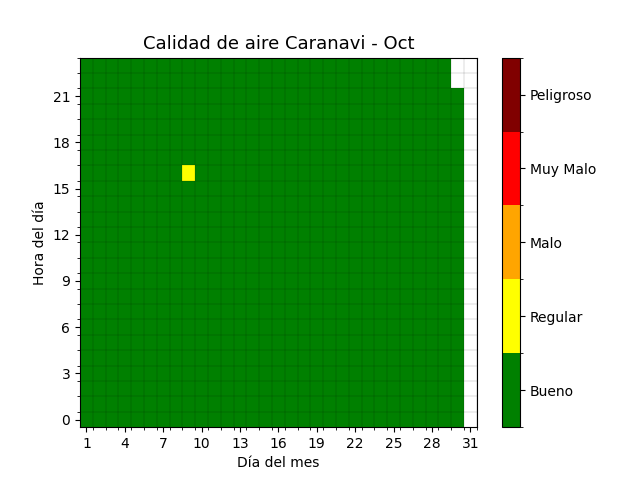 Calidad de aire Caranavi - Oct
Hora del día
21
18
15
12
9
6
3
0
1 4 7 10 13 16 19 22 25 28 31
Día del mes
Peligroso
Muy Malo
Malo
Regular
Bueno